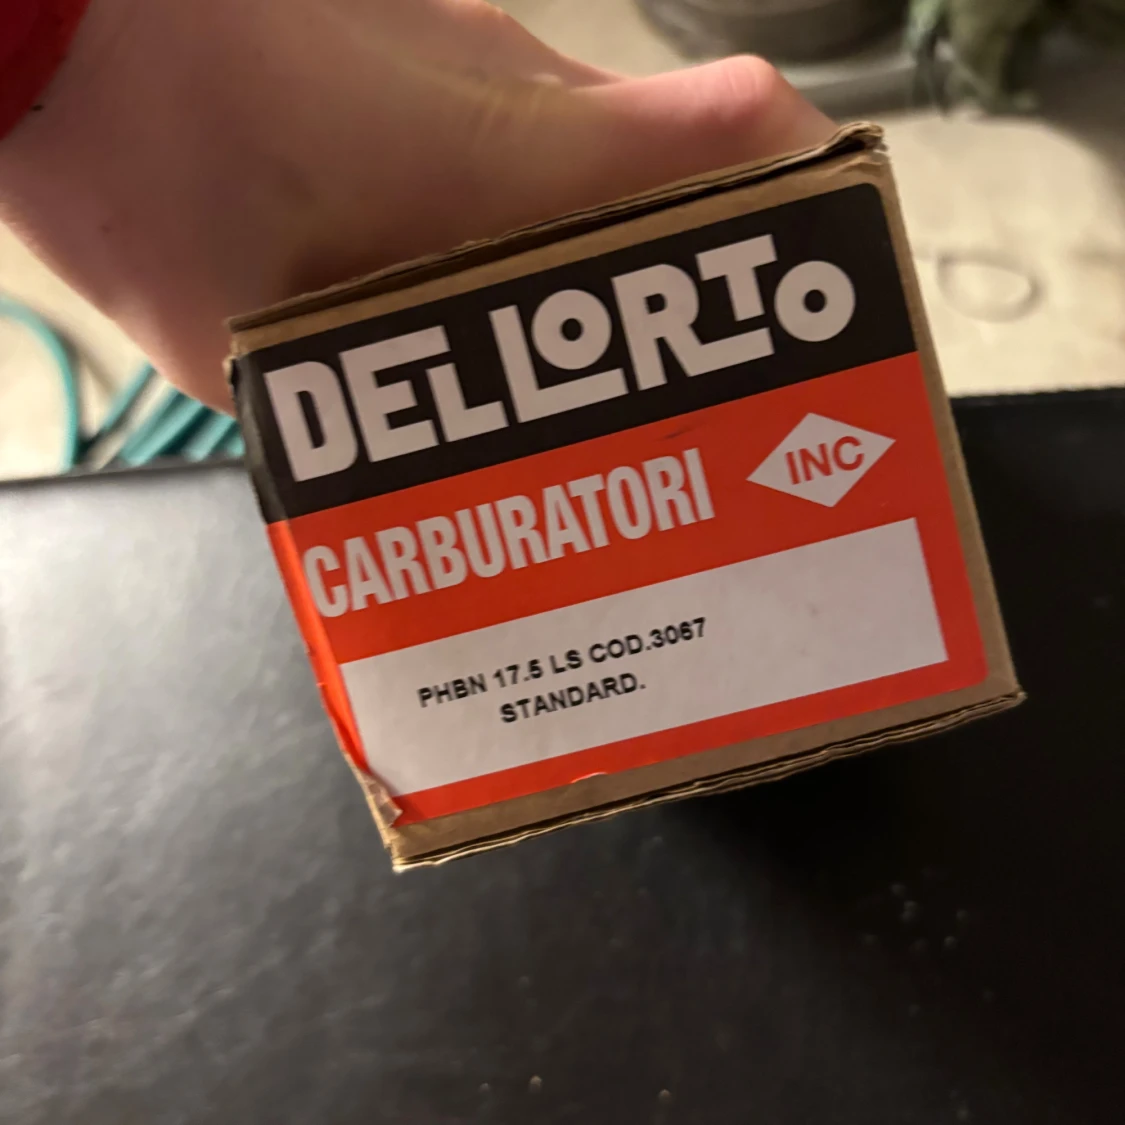 DELLORTO
CARBURATORI
INC
PHBN 17.5 LS COD.3067
STANDARD.